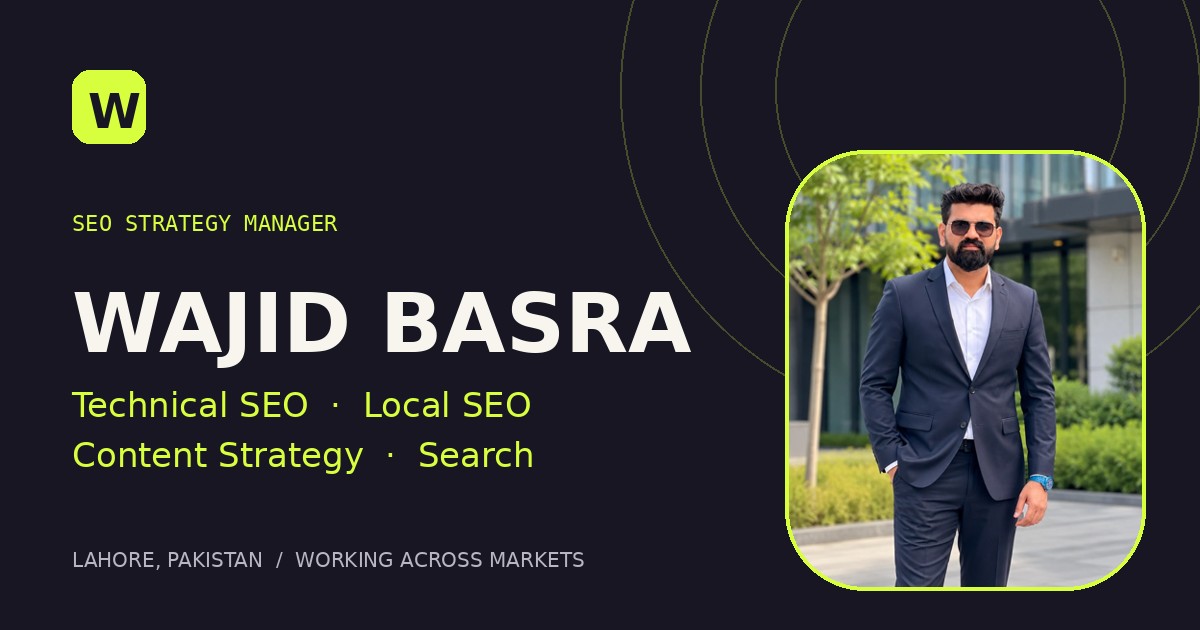 W
SEO STRATEGY MANAGER
WAJID BASRA
Technical SEO · Local SEO
Content Strategy · Search
LAHORE, PAKISTAN / WORKING ACROSS MARKETS